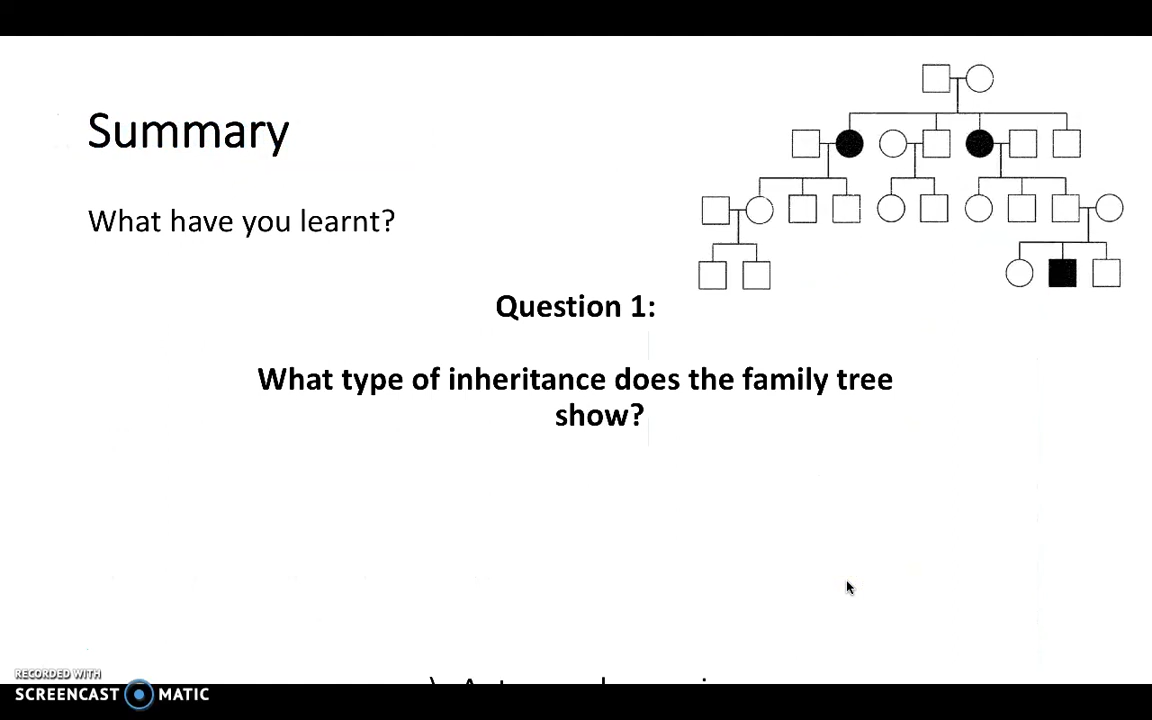 Summary
What have you learnt?
Question 1:
What type of inheritance does the family tree
show?
RECORDED WITH
SCREENCAST MATIC